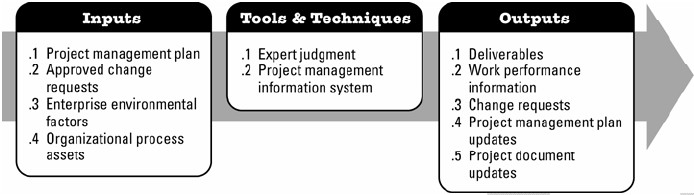 Inputs
.1 Project management plan
.2 Approved change
requests
.3 Enterprise environmental
factors
.4 Organizational process
assets
Tools & Techniques
.1 Expert judgment
.2 Project management
information system
Outputs
.1 Deliverables
.2 Work performance
information
.3 Change requests
.4 Project management plan
updates
.5 Project document
updates